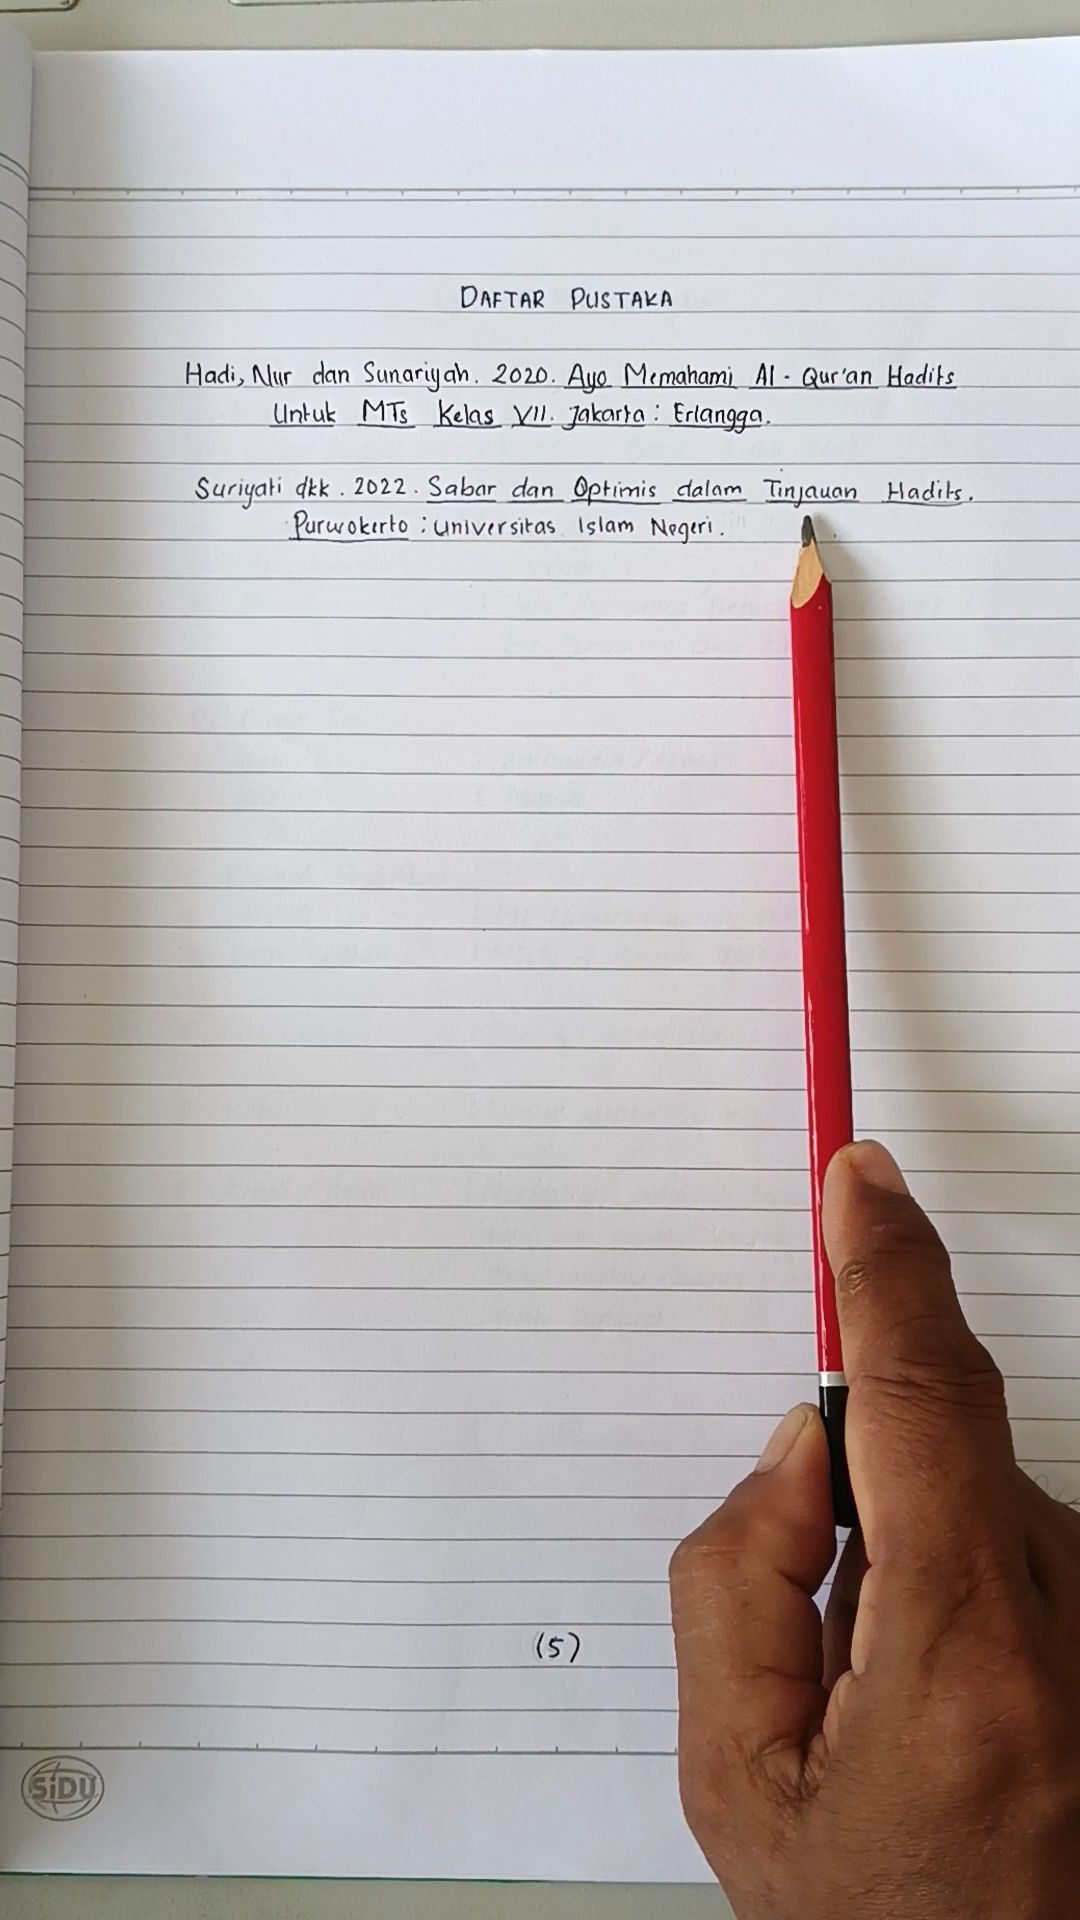 DAFTAR PUSTAKA
Hadi, Nur dan Sunariyah. 2020. Ayo Memahami Al - Qur'an Hadits
Untuk MTs Kelas VII. Jakarta : Erlangga.
Suriyati dkk. 2022. Sabar dan Optimis dalam Tinjauan Hadits.
Purwokerto : Universitas Islam Negeri.
(5)
SiDU